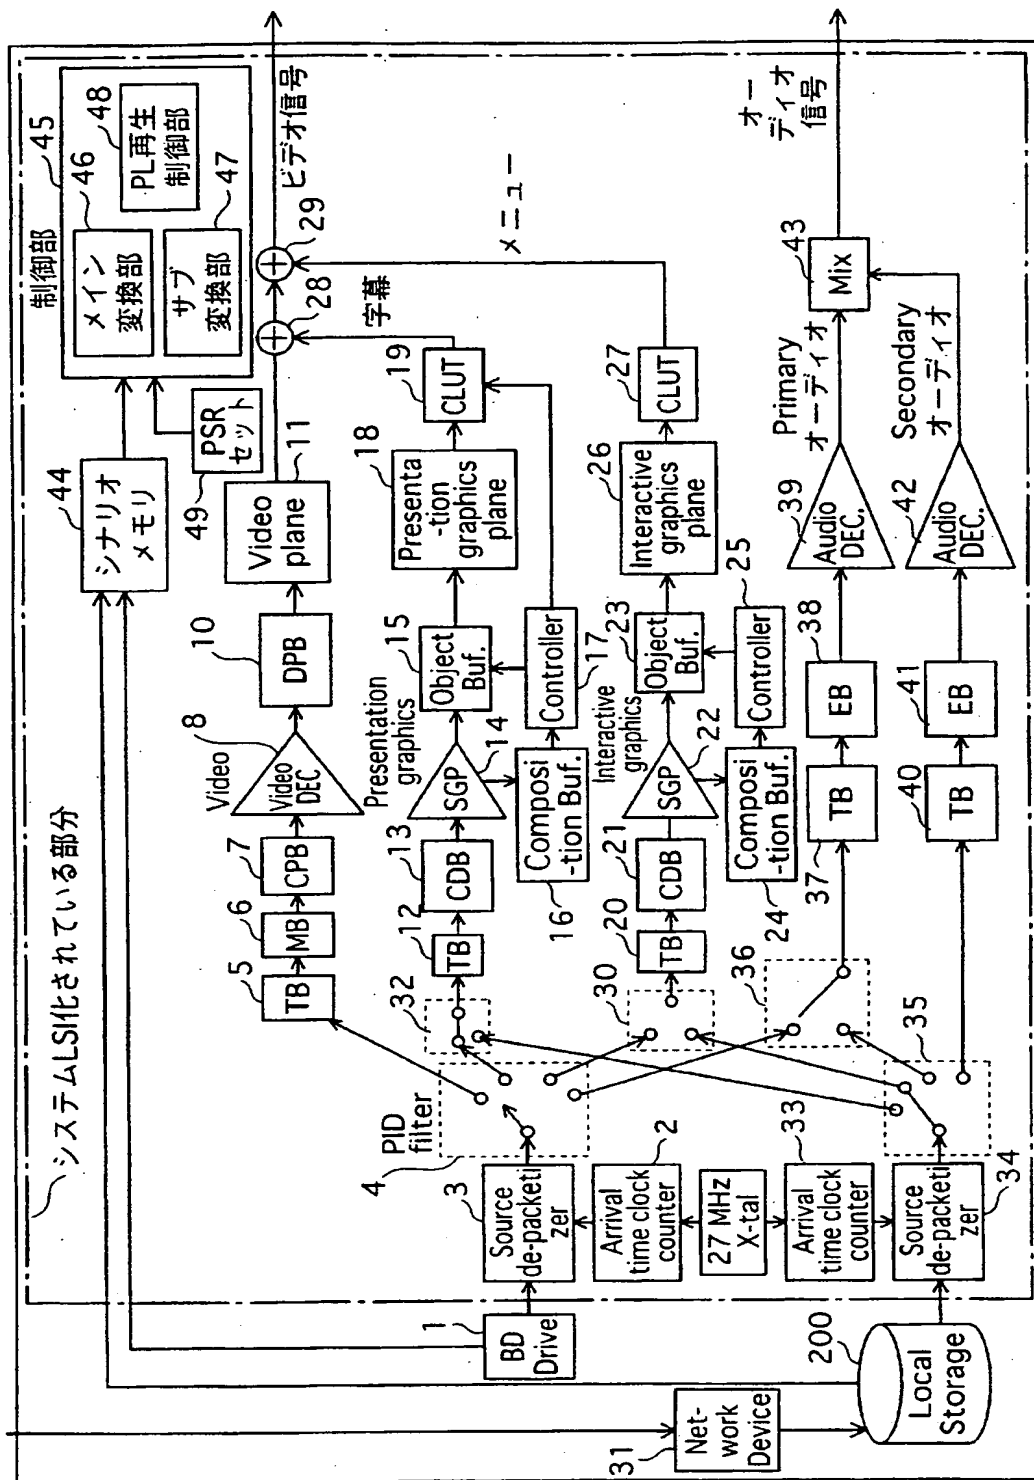 システムLSI化されている部分
制御部
45
メイン
変換部
46
サブ
変換部
47
PL再生
制御部
48
シナリオ
メモリ
44
PSR
セット
49
ビデオ信号
29
28
字幕
メニュー
オー
ディオ
信号
Video
TB
5
MB
6
CPB
7
Video
DEC
8
DPB
10
Video
plane
11
Presentation
graphics
TB
12
CDB
13
SGP
14
Object
Buf.
15
Composi
-tion Buf.
16
Controller
17
Presenta
-tion
graphics
plane
18
CLUT
19
Interactive
graphics
TB
20
CDB
21
SGP
22
Object
Buf.
23
Composi
-tion Buf.
24
Controller
25
Interactive
graphics
plane
26
CLUT
27
32
30
36
35
PID
filter
4
TB
37
EB
38
Audio
DEC.
39
Primary
オーディオ
TB
40
EB
41
Audio
DEC.
42
Secondary
オーディオ
Mix
43
BD
Drive
1
Source
de-packeti
zer
3
Arrival
time clock
counter
2
27 MHz
X-tal
Arrival
time clock
counter
33
Source
de-packeti
zer
34
Net-
work
Device
31
Local
Storage
200